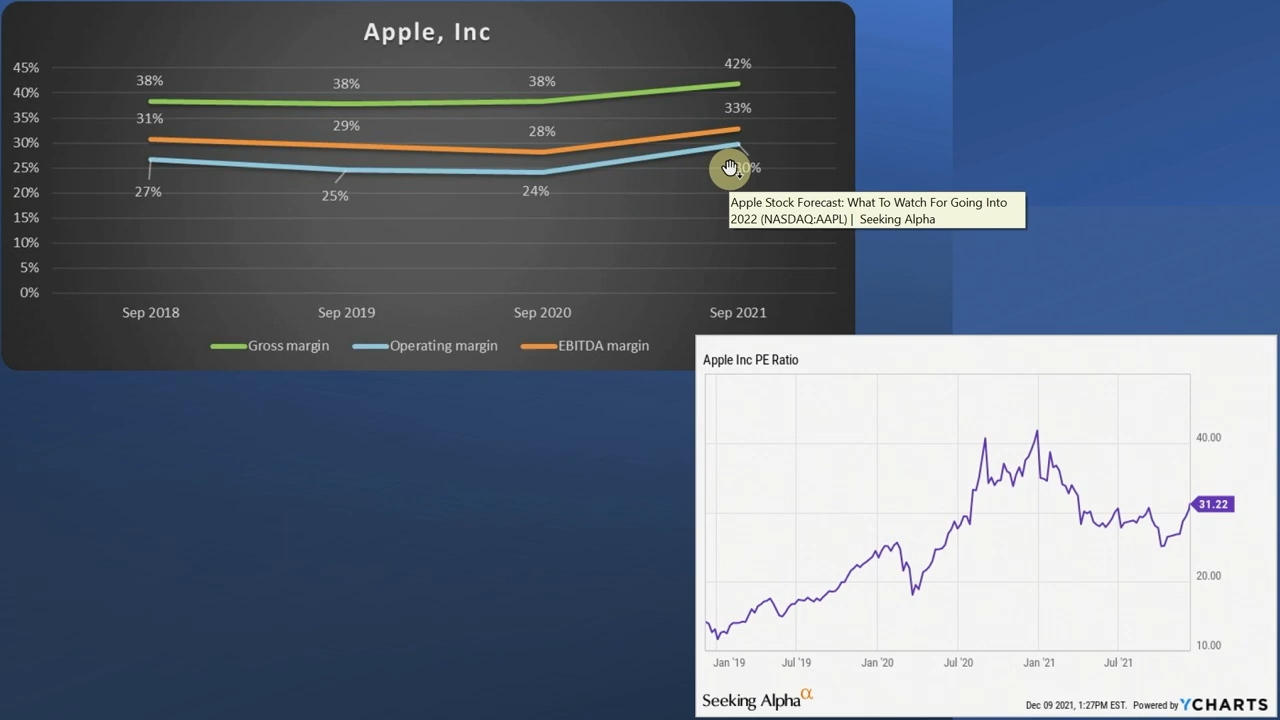 Apple, Inc
45%
40%
35%
30%
25%
20%
15%
10%
5%
0%
38% 38% 38% 42%
31% 29% 28% 33%
27% 25% 24% 0%
Sep 2018 Sep 2019 Sep 2020 Sep 2021
Gross margin Operating margin EBITDA margin
Apple Stock Forecast: What To Watch For Going Into
2022 (NASDAQ:AAPL) | Seeking Alpha
Apple Inc PE Ratio
40.00
31.22
20.00
10.00
Jan '19 Jul '19 Jan '20 Jul '20 Jan '21 Jul '21
Seeking Alphaα
Dec 09 2021, 1:27PM EST. Powered by YCHARTS